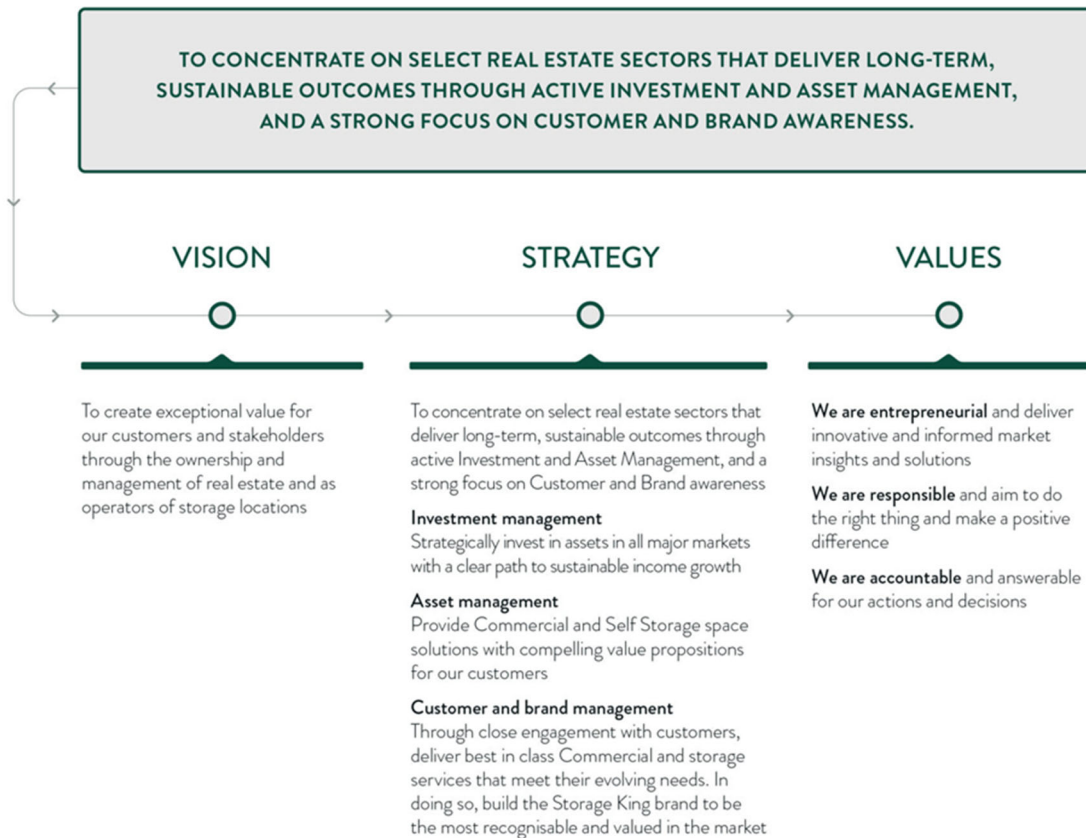 TO CONCENTRATE ON SELECT REAL ESTATE SECTORS THAT DELIVER LONG-TERM,
SUSTAINABLE OUTCOMES THROUGH ACTIVE INVESTMENT AND ASSET MANAGEMENT,
AND A STRONG FOCUS ON CUSTOMER AND BRAND AWARENESS.
VISION
To create exceptional value for
our customers and stakeholders
through the ownership and
management of real estate and as
operators of storage locations
STRATEGY
To concentrate on select real estate sectors that
deliver long-term, sustainable outcomes through
active Investment and Asset Management, and a
strong focus on Customer and Brand awareness
Investment management
Strategically invest in assets in all major markets
with a clear path to sustainable income growth
Asset management
Provide Commercial and Self Storage space
solutions with compelling value propositions
for our customers
Customer and brand management
Through close engagement with customers,
deliver best in class Commercial and storage
services that meet their evolving needs. In
doing so, build the Storage King brand to be
the most recognisable and valued in the market
VALUES
We are entrepreneurial and deliver
innovative and informed market
insights and solutions
We are responsible and aim to do
the right thing and make a positive
difference
We are accountable and answerable
for our actions and decisions